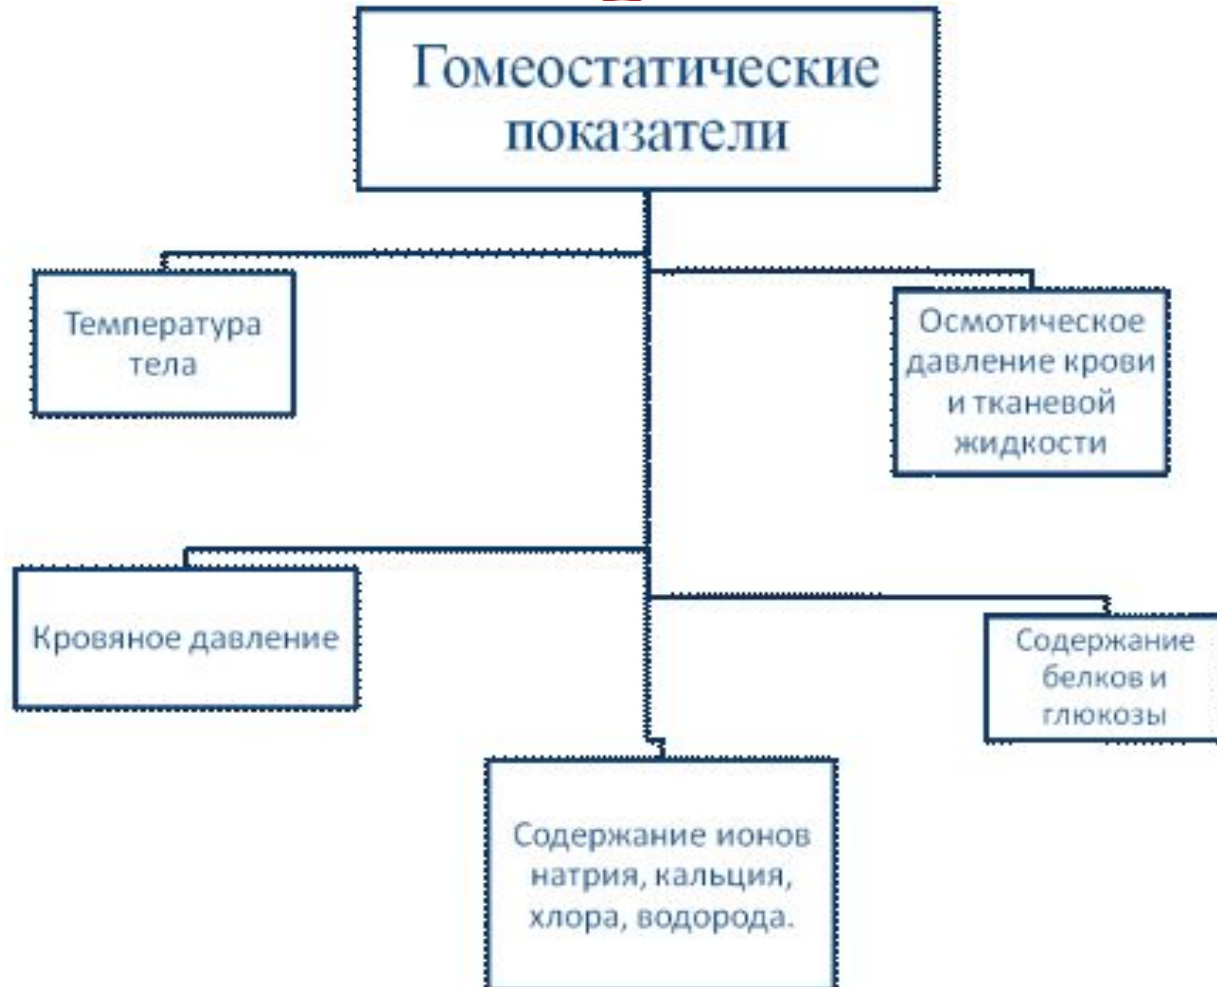 Гомеостатические
показатели
Температура
тела
Осмотическое
давление крови
и тканевой
жидкости
Кровяное давление
Содержание
белков и
глюкозы
Содержание ионов
натрия, кальция,
хлора, водорода.